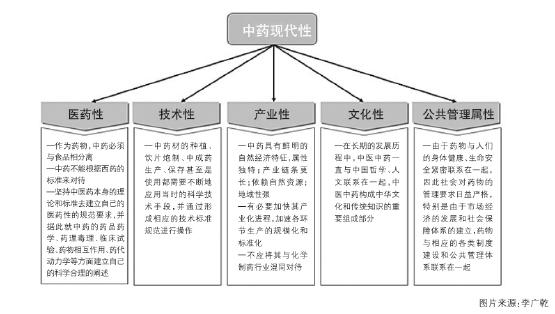 中药现代性
医药性
技术性
产业性
文化性
公共管理属性
—作为药物,中药必须
与食品相分离
—中药不能根据西药的
标准来对待
—坚持中医药本身的理
论和标准去建立自己的
医药性的规范要求,并
据此就中药的药品药
学、药理毒理、临床试
验、药物相互作用、药代
动力学等方面建立自己
的科学合理的阐述
—中药材的种植、
饮片炮制、中成药
生产、保存甚至是
使用都需要不断地
应用当时的科学技
术手段,并通过形
成相应的技术标准
规范进行操作
—中药具有鲜明的
自然经济特征,属性
独特;产业链条更
长;依赖自然资源;
地域性强
—有必要加快其产
业化进程,加速各环
节生产的规模化和
标准化
—不应将其与化学
制药行业混同对待
—在长期的发展历
程中,中医中药一
直与中国哲学、人
文联系在一起,中
医中药构成中华文
化和传统知识的重
要组成部分
—由于药物与人们
的身体健康、生命安
全紧密联系在一起,
因此社会对药物的
管理要求日益严格,
特别是由于市场经
济的发展和社会保
障体系的建立,药物
与相应的各类制度
建设和公共管理体
系联系在一起
图片来源:李广乾